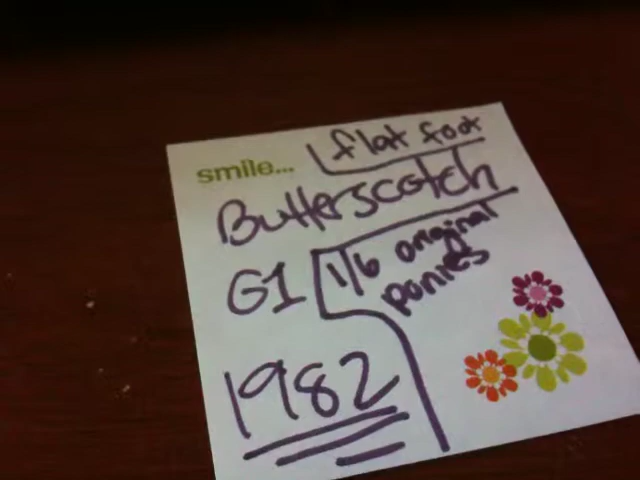 flat foot
smile...
Butterscotch
G1
1/6 original
ponies
1982